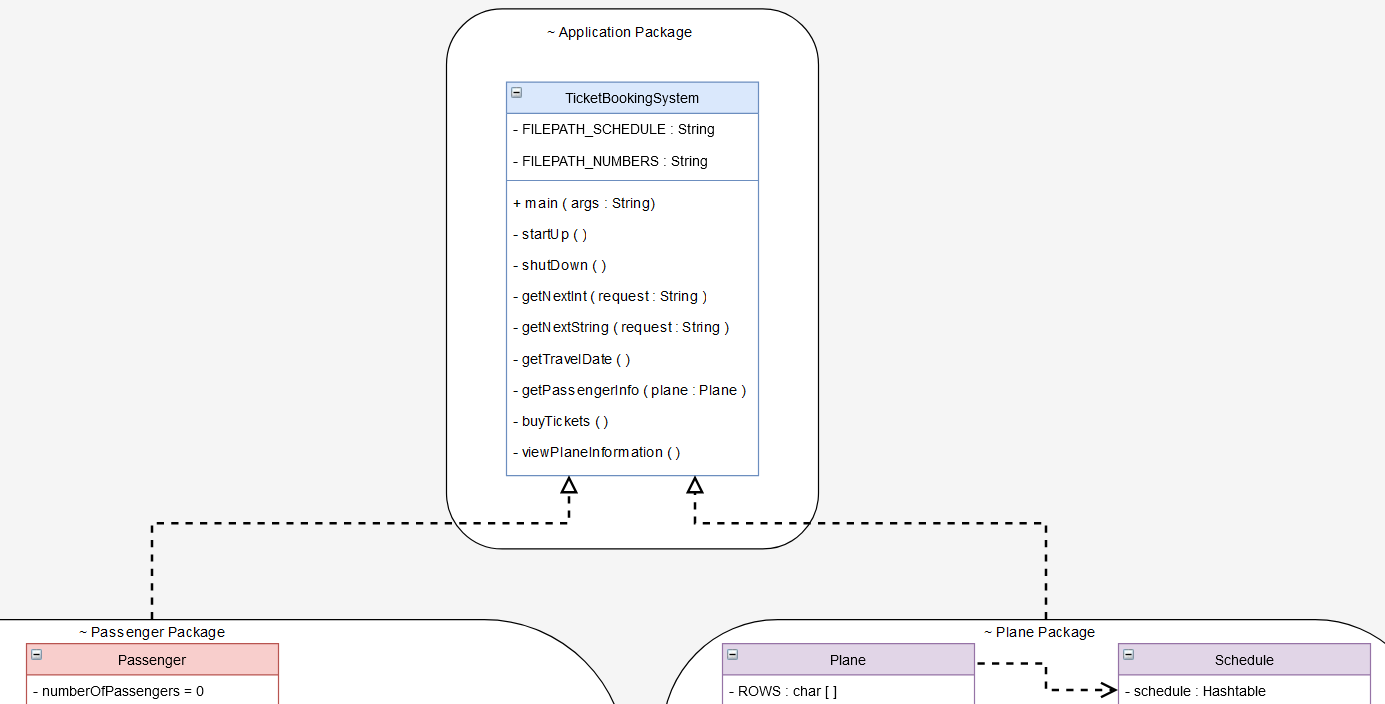 ~ Application Package
TicketBookingSystem
- FILEPATH_SCHEDULE : String
- FILEPATH_NUMBERS : String
+ main ( args : String)
- startUp ( )
- shutDown ( )
- getNextInt ( request : String )
- getNextString ( request : String )
- getTravelDate ( )
- getPassengerInfo ( plane : Plane )
- buyTickets ( )
- viewPlaneInformation ( )
~ Passenger Package
Passenger
- numberOfPassengers = 0
~ Plane Package
Plane
- ROWS : char [ ]
Schedule
- schedule : Hashtable